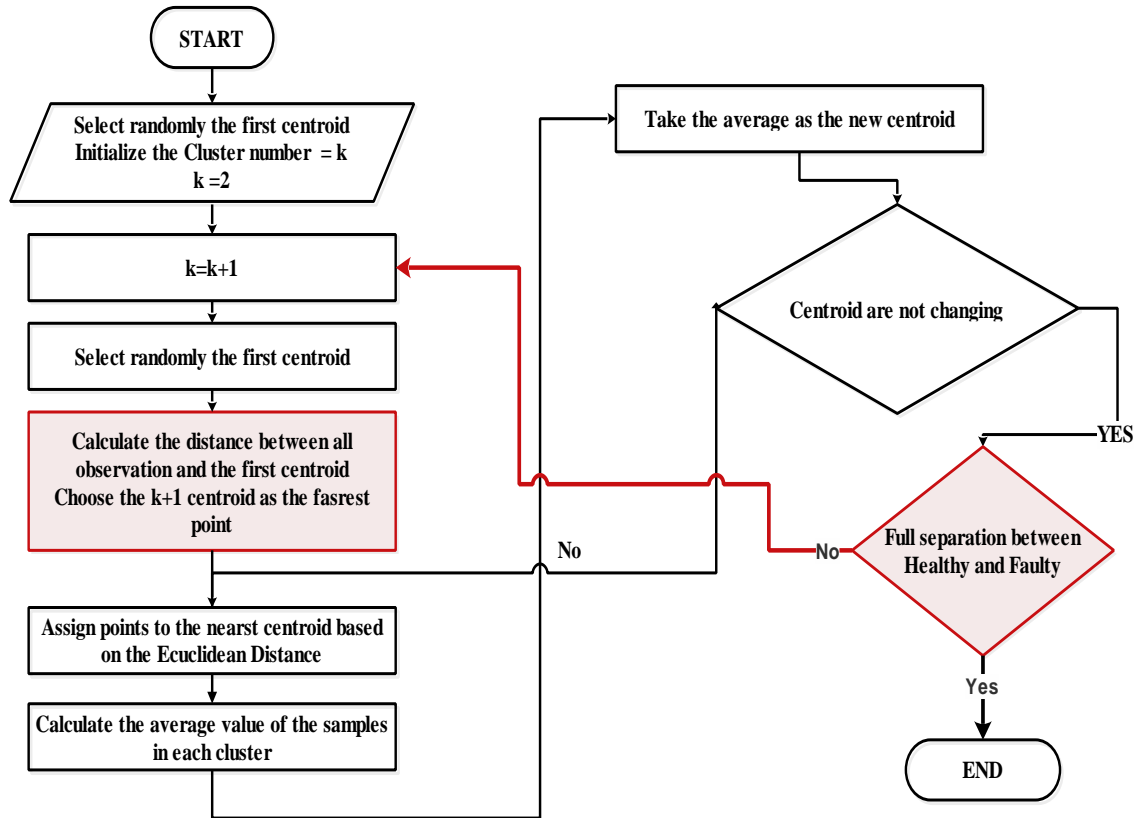 START
Select randomly the first centroid
Initialize the Cluster number = k
k =2
k=k+1
Select randomly the first centroid
Calculate the distance between all
observation and the first centroid
Choose the k+1 centroid as the fasrest
point
No
Assign points to the nearst centroid based
on the Ecuclidean Distance
Calculate the average value of the samples
in each cluster
Take the average as the new centroid
Centroid are not changing
YES
Full separation between
Healthy and Faulty
No
Yes
END